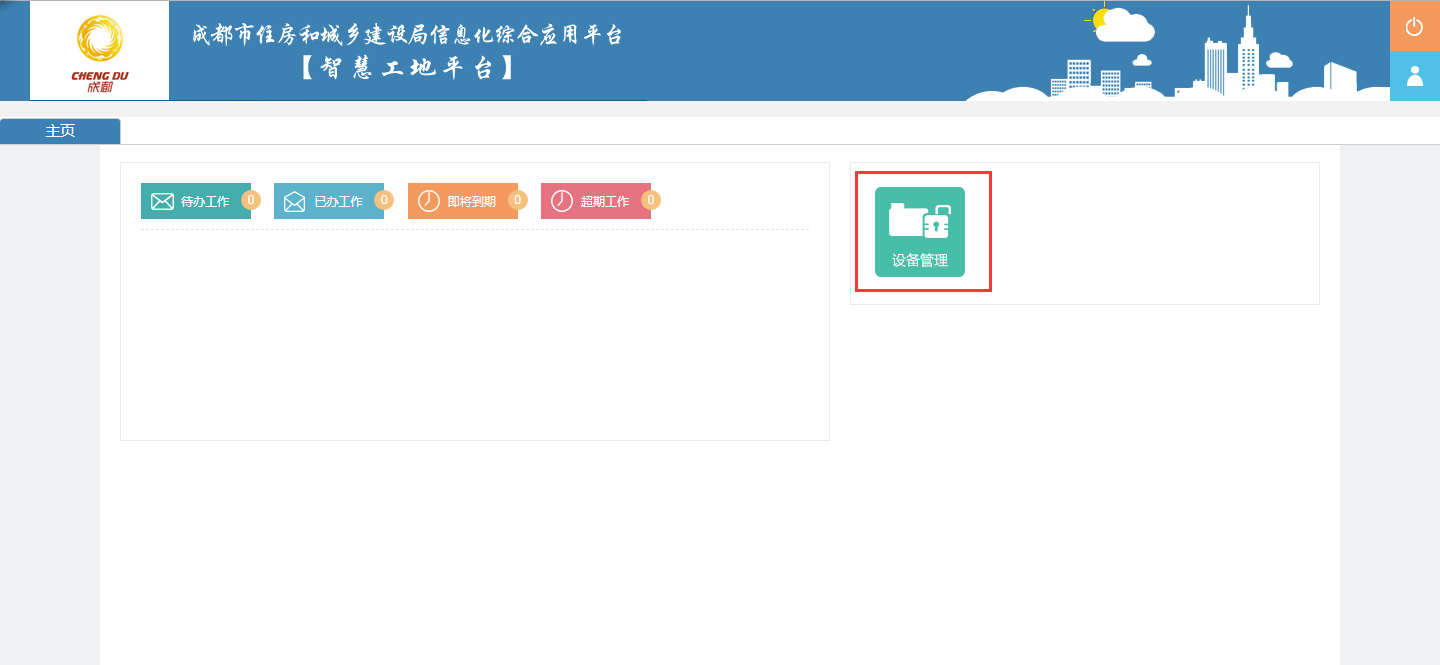 CHENG DU
成都
成都市住房和城乡建设局信息化综合应用平台
【智慧工地平台】
主页
待办工作 0
已办工作 0
即将到期 0
超期工作 0
设备管理